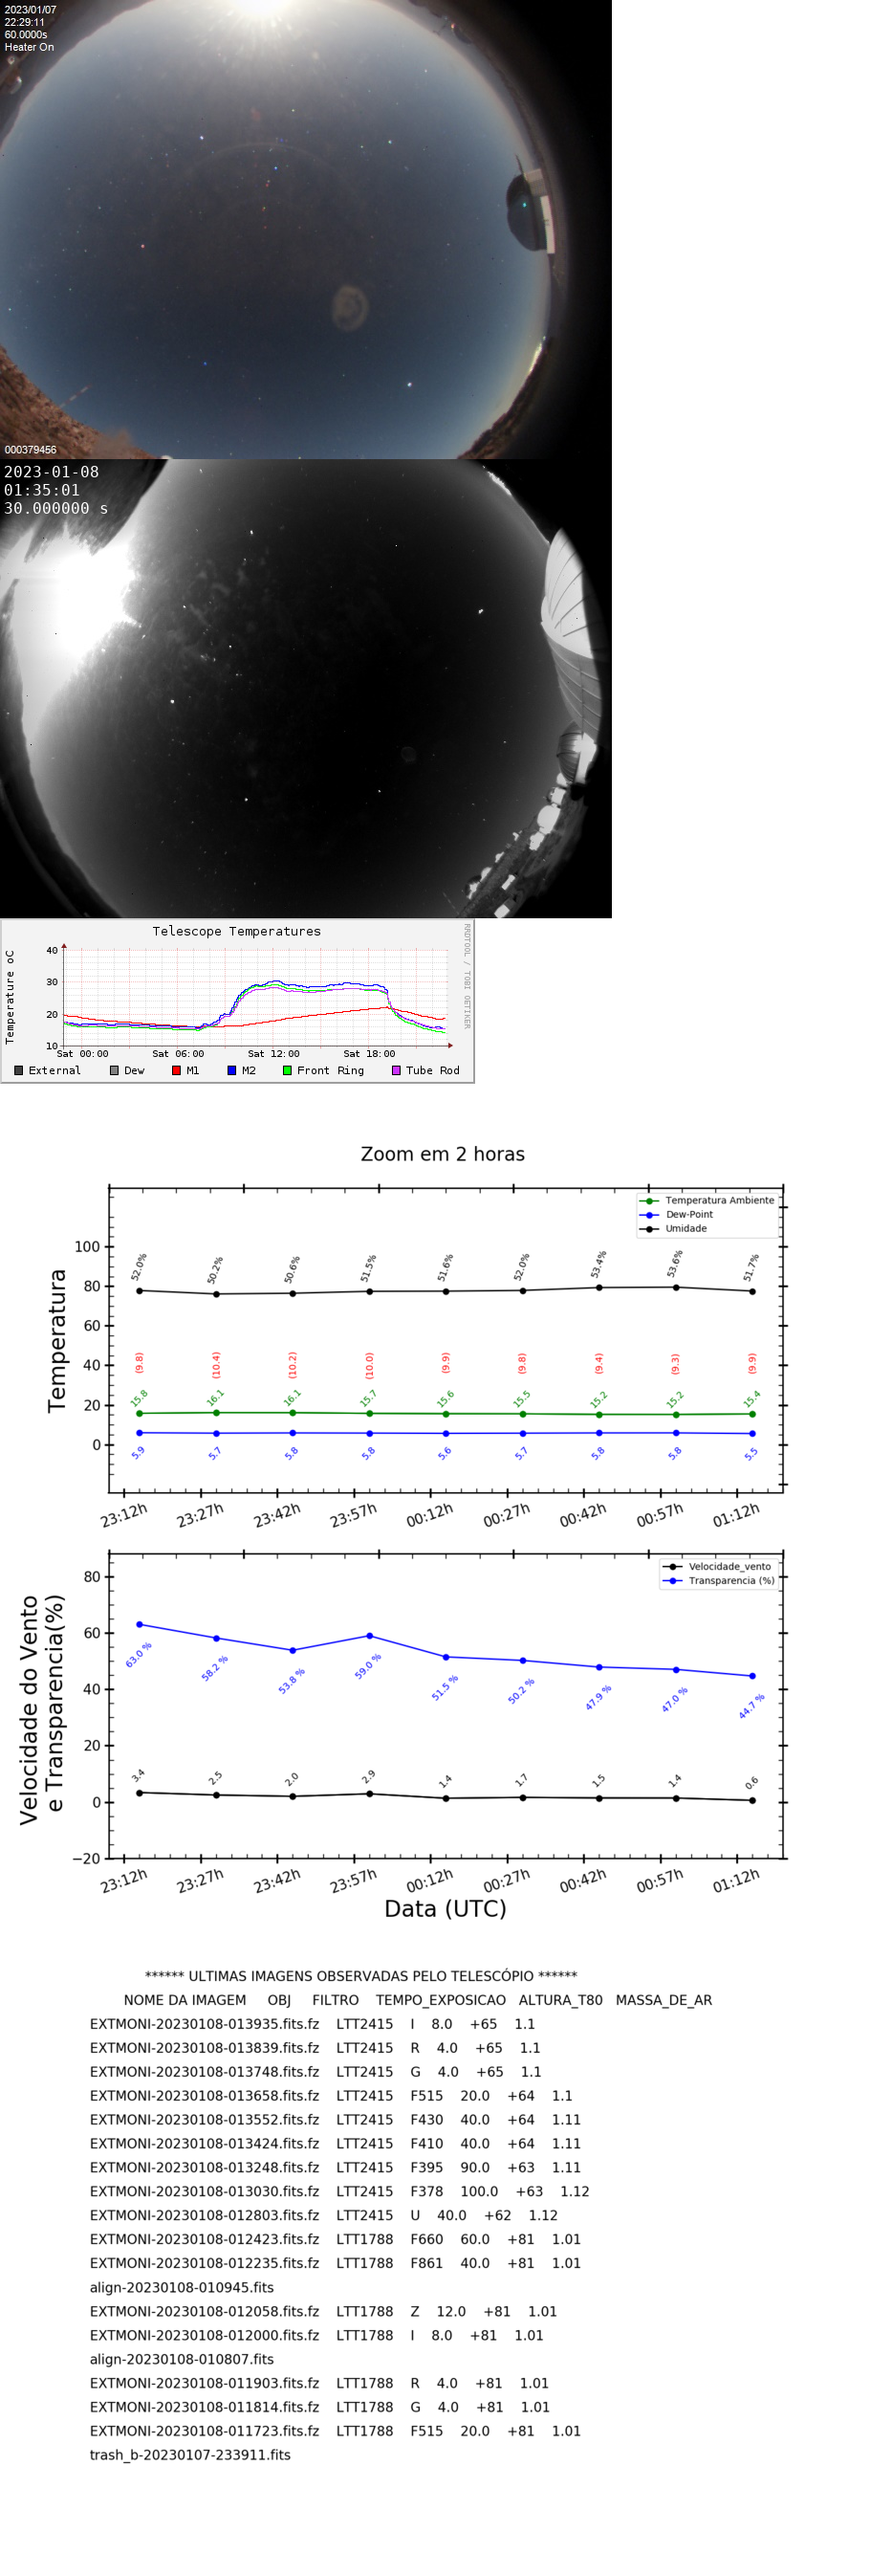 2023/01/07
22:29:11
60.0000s
Heater On
000379456
2023-01-08
01:35:01
30.000000 s
Telescope Temperatures
RRDTOOL / TOBI OETIKER
Temperature oC
40
30
20
10
Sat 00:00 Sat 06:00 Sat 12:00 Sat 18:00
External Dew M1 M2 Front Ring Tube Rod
Zoom em 2 horas
Temperatura Ambiente
Dew-Point
Umidade
Temperatura
100
80
60
40
20
0
52.0% 50.2% 50.6% 51.5% 51.6% 52.0% 53.4% 53.6% 51.7%
(9.8) (10.4) (10.2) (10.0) (9.9) (9.8) (9.4) (9.3) (9.9)
15.8 16.1 16.1 15.7 15.6 15.5 15.2 15.2 15.4
5.9 5.7 5.8 5.8 5.6 5.7 5.8 5.8 5.5
23:12h 23:27h 23:42h 23:57h 00:12h 00:27h 00:42h 00:57h 01:12h
Velocidade_vento
Transparencia (%)
Velocidade do Vento
e Transparencia(%)
80
60
40
20
0
−20
63.0 % 58.2 % 53.8 % 59.0 % 51.5 % 50.2 % 47.9 % 47.0 % 44.7 %
3.4 2.5 2.0 2.9 1.4 1.7 1.5 1.4 0.6
23:12h 23:27h 23:42h 23:57h 00:12h 00:27h 00:42h 00:57h 01:12h
Data (UTC)
****** ULTIMAS IMAGENS OBSERVADAS PELO TELESCÓPIO ******
NOME DA IMAGEM OBJ FILTRO TEMPO_EXPOSICAO ALTURA_T80 MASSA_DE_AR
EXTMONI-20230108-013935.fits.fz LTT2415 I 8.0 +65 1.1
EXTMONI-20230108-013839.fits.fz LTT2415 R 4.0 +65 1.1
EXTMONI-20230108-013748.fits.fz LTT2415 G 4.0 +65 1.1
EXTMONI-20230108-013658.fits.fz LTT2415 F515 20.0 +64 1.1
EXTMONI-20230108-013552.fits.fz LTT2415 F430 40.0 +64 1.11
EXTMONI-20230108-013424.fits.fz LTT2415 F410 40.0 +64 1.11
EXTMONI-20230108-013248.fits.fz LTT2415 F395 90.0 +63 1.11
EXTMONI-20230108-013030.fits.fz LTT2415 F378 100.0 +63 1.12
EXTMONI-20230108-012803.fits.fz LTT2415 U 40.0 +62 1.12
EXTMONI-20230108-012423.fits.fz LTT1788 F660 60.0 +81 1.01
EXTMONI-20230108-012235.fits.fz LTT1788 F861 40.0 +81 1.01
align-20230108-010945.fits
EXTMONI-20230108-012058.fits.fz LTT1788 Z 12.0 +81 1.01
EXTMONI-20230108-012000.fits.fz LTT1788 I 8.0 +81 1.01
align-20230108-010807.fits
EXTMONI-20230108-011903.fits.fz LTT1788 R 4.0 +81 1.01
EXTMONI-20230108-011814.fits.fz LTT1788 G 4.0 +81 1.01
EXTMONI-20230108-011723.fits.fz LTT1788 F515 20.0 +81 1.01
trash_b-20230107-233911.fits